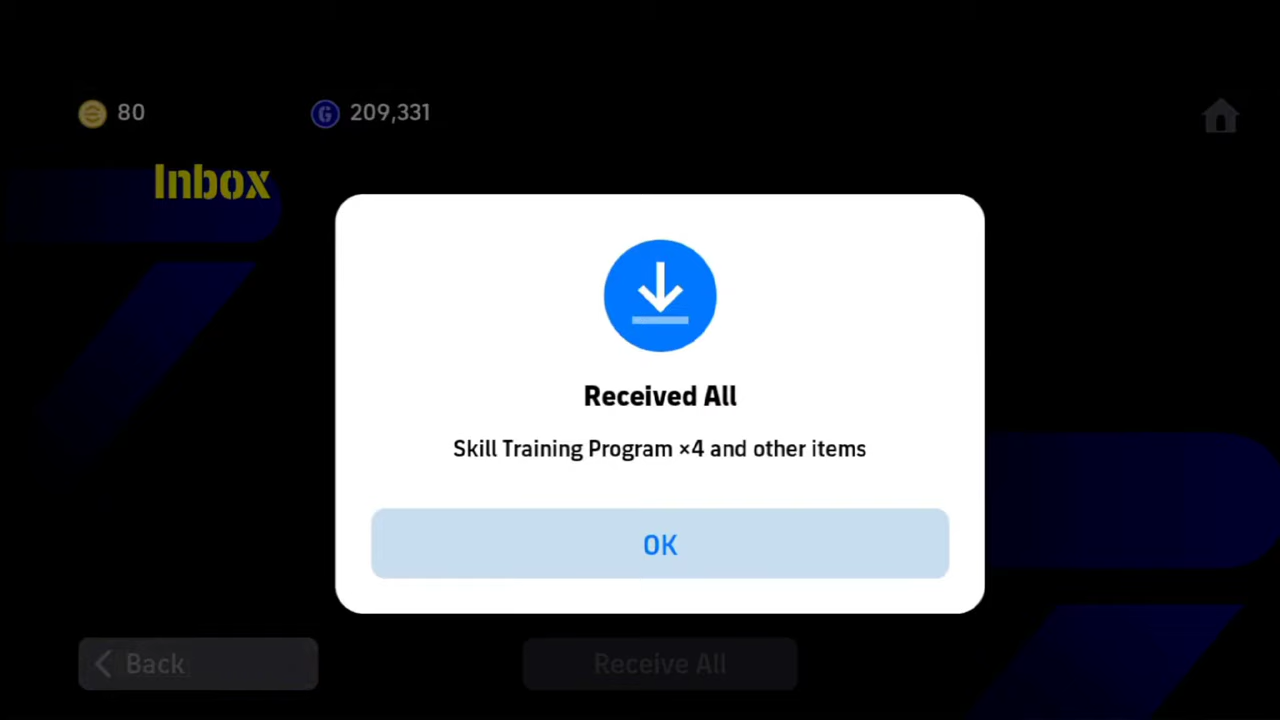 80
G 209,331
Inbox
Received All
Skill Training Program ×4 and other items
OK
Back
Receive All